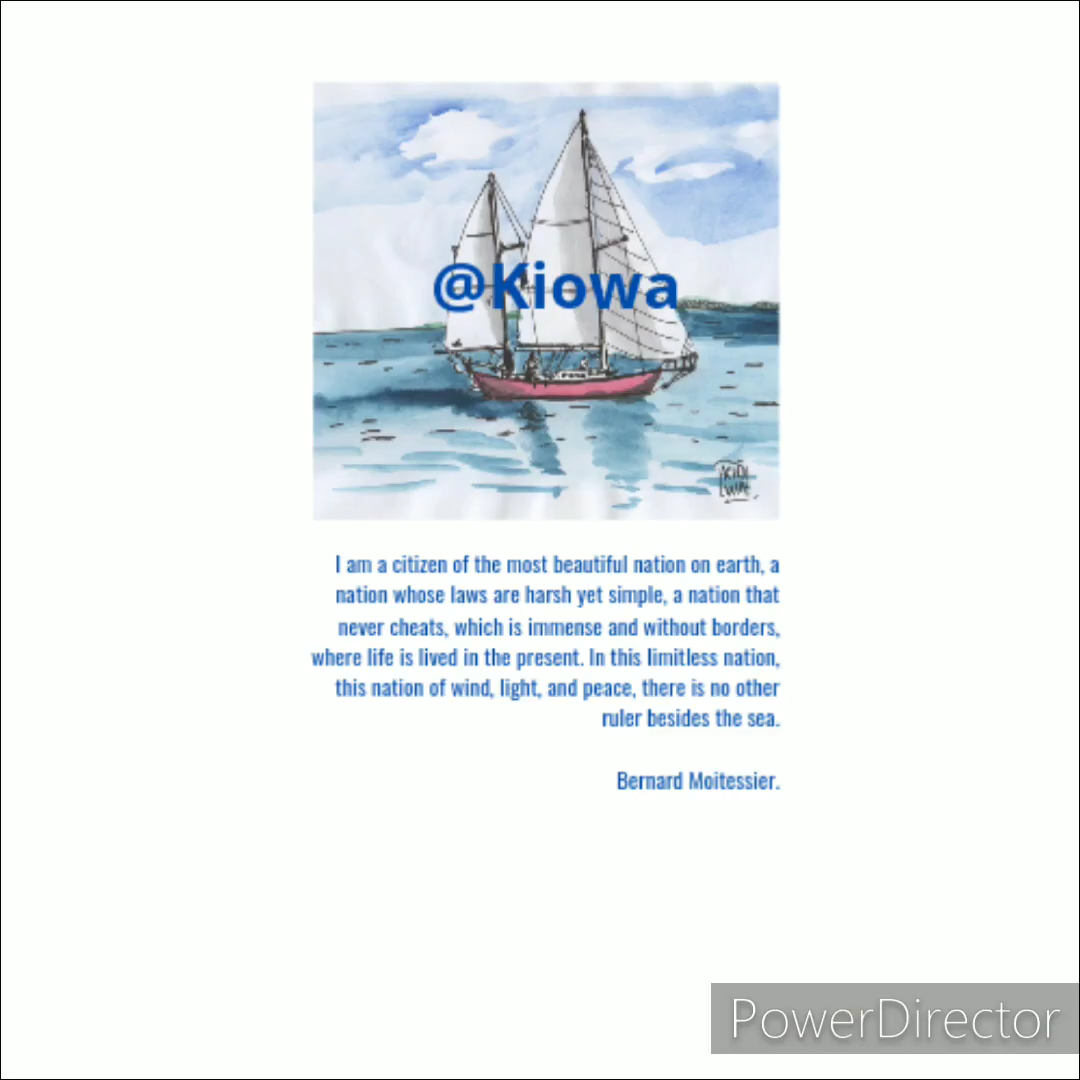 @Kiowa
I am a citizen of the most beautiful nation on earth, a
nation whose laws are harsh yet simple, a nation that
never cheats, which is immense and without borders,
where life is lived in the present. In this limitless nation,
this nation of wind, light, and peace, there is no other
ruler besides the sea.
Bernard Moitessier.
PowerDirector